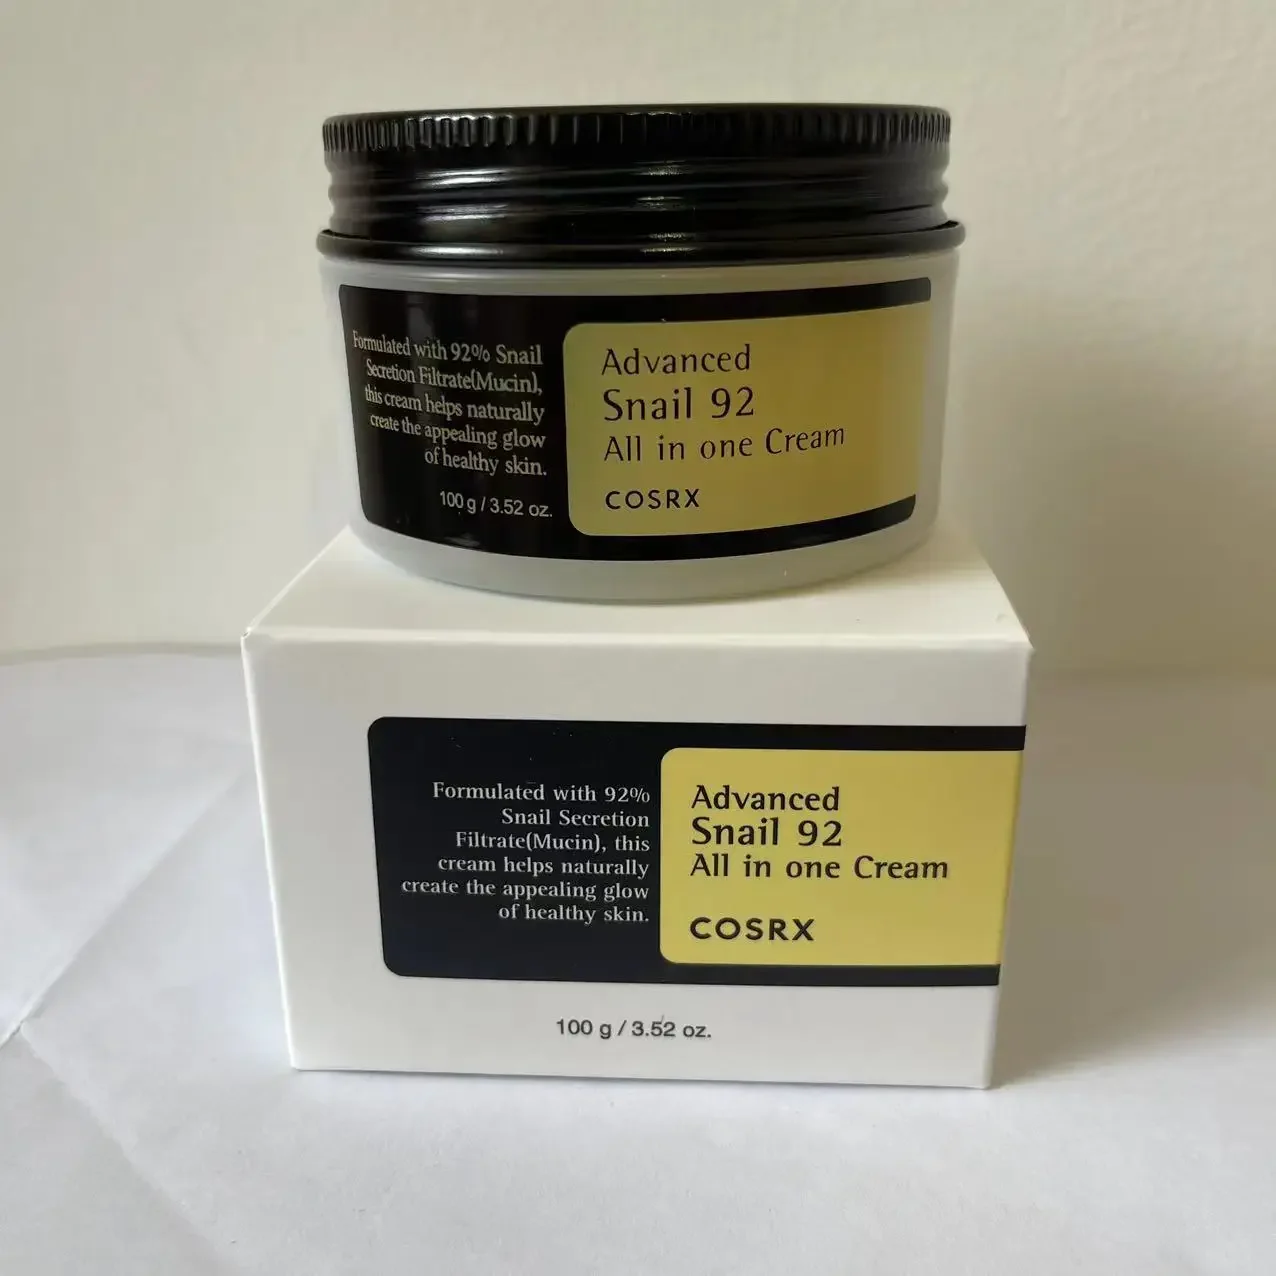 Formulated with 92% Snail
Secretion Filtrate(Mucin),
this cream helps naturally
create the appealing glow
of healthy skin.
100 g / 3.52 oz.
Advanced
Snail 92
All in one Cream
COSRX
Formulated with 92%
Snail Secretion
Filtrate(Mucin), this
cream helps naturally
create the appealing glow
of healthy skin.
Advanced
Snail 92
All in one Cream
COSRX
100 g / 3.52 oz.